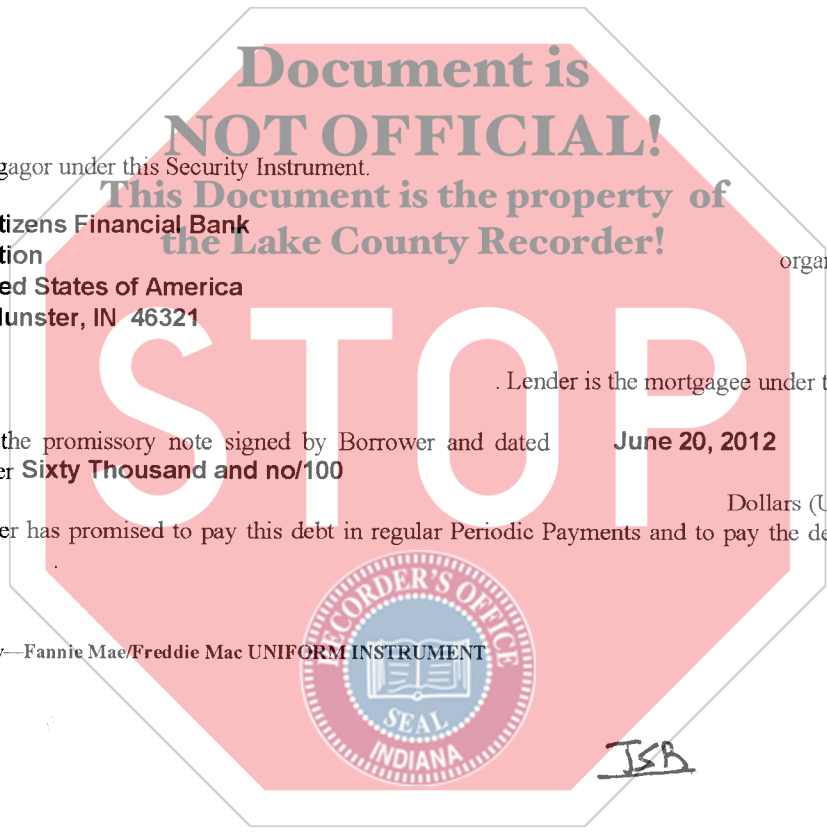 Document is
NOT OFFICIAL!
gagor under this Security Instrument.
This Document is the property of
tizens Financial Bank
the Lake County Recorder!
tion
organ
ed States of America
Munster, IN 46321
STOP
. Lender is the mortgagee under t
the promissory note signed by Borrower and dated June 20, 2012
er Sixty Thousand and no/100
Dollars (U
er has promised to pay this debt in regular Periodic Payments and to pay the de
.
RECORDER'S OFFICE
y—Fannie Mae/Freddie Mac UNIFORM INSTRUMENT
SEAL
INDIANA
JSR